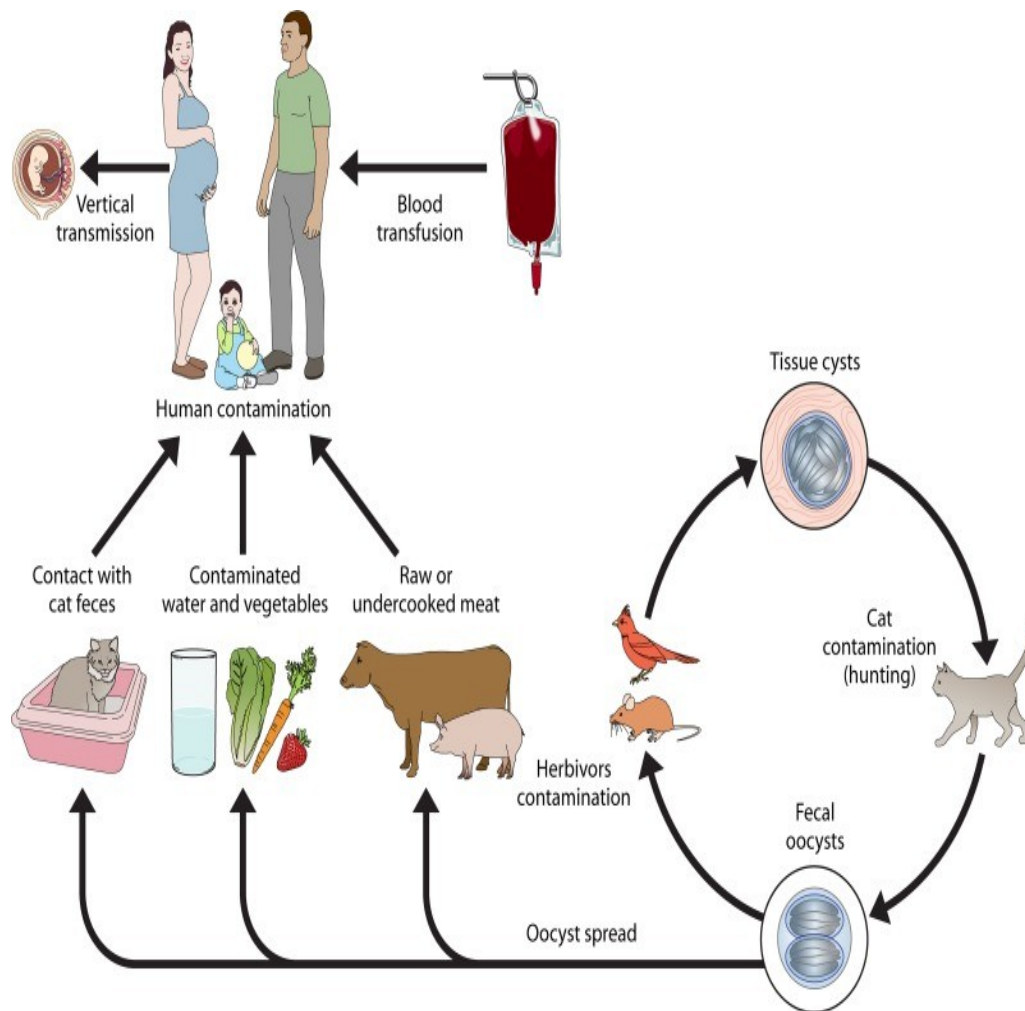 Vertical
transmission
Blood
transfusion
Human contamination
Tissue cysts
Contact with
cat feces
Contaminated
water and vegetables
Raw or
undercooked meat
Cat
contamination
(hunting)
Herbivors
contamination
Fecal
oocysts
Oocyst spread